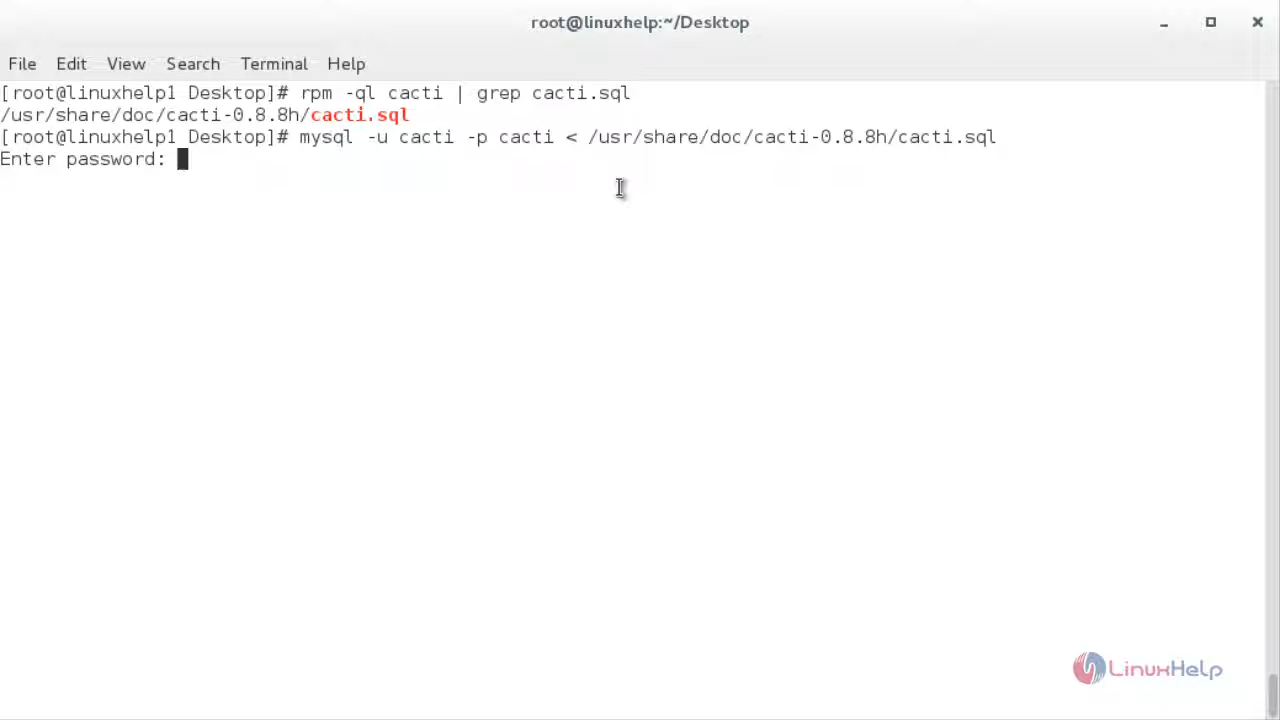 root@linuxhelp:~/Desktop
File Edit View Search Terminal Help
[root@linuxhelp1 Desktop]# rpm -ql cacti | grep cacti.sql
/usr/share/doc/cacti-0.8.8h/cacti.sql
[root@linuxhelp1 Desktop]# mysql -u cacti -p cacti < /usr/share/doc/cacti-0.8.8h/cacti.sql
Enter password:
LinuxHelp